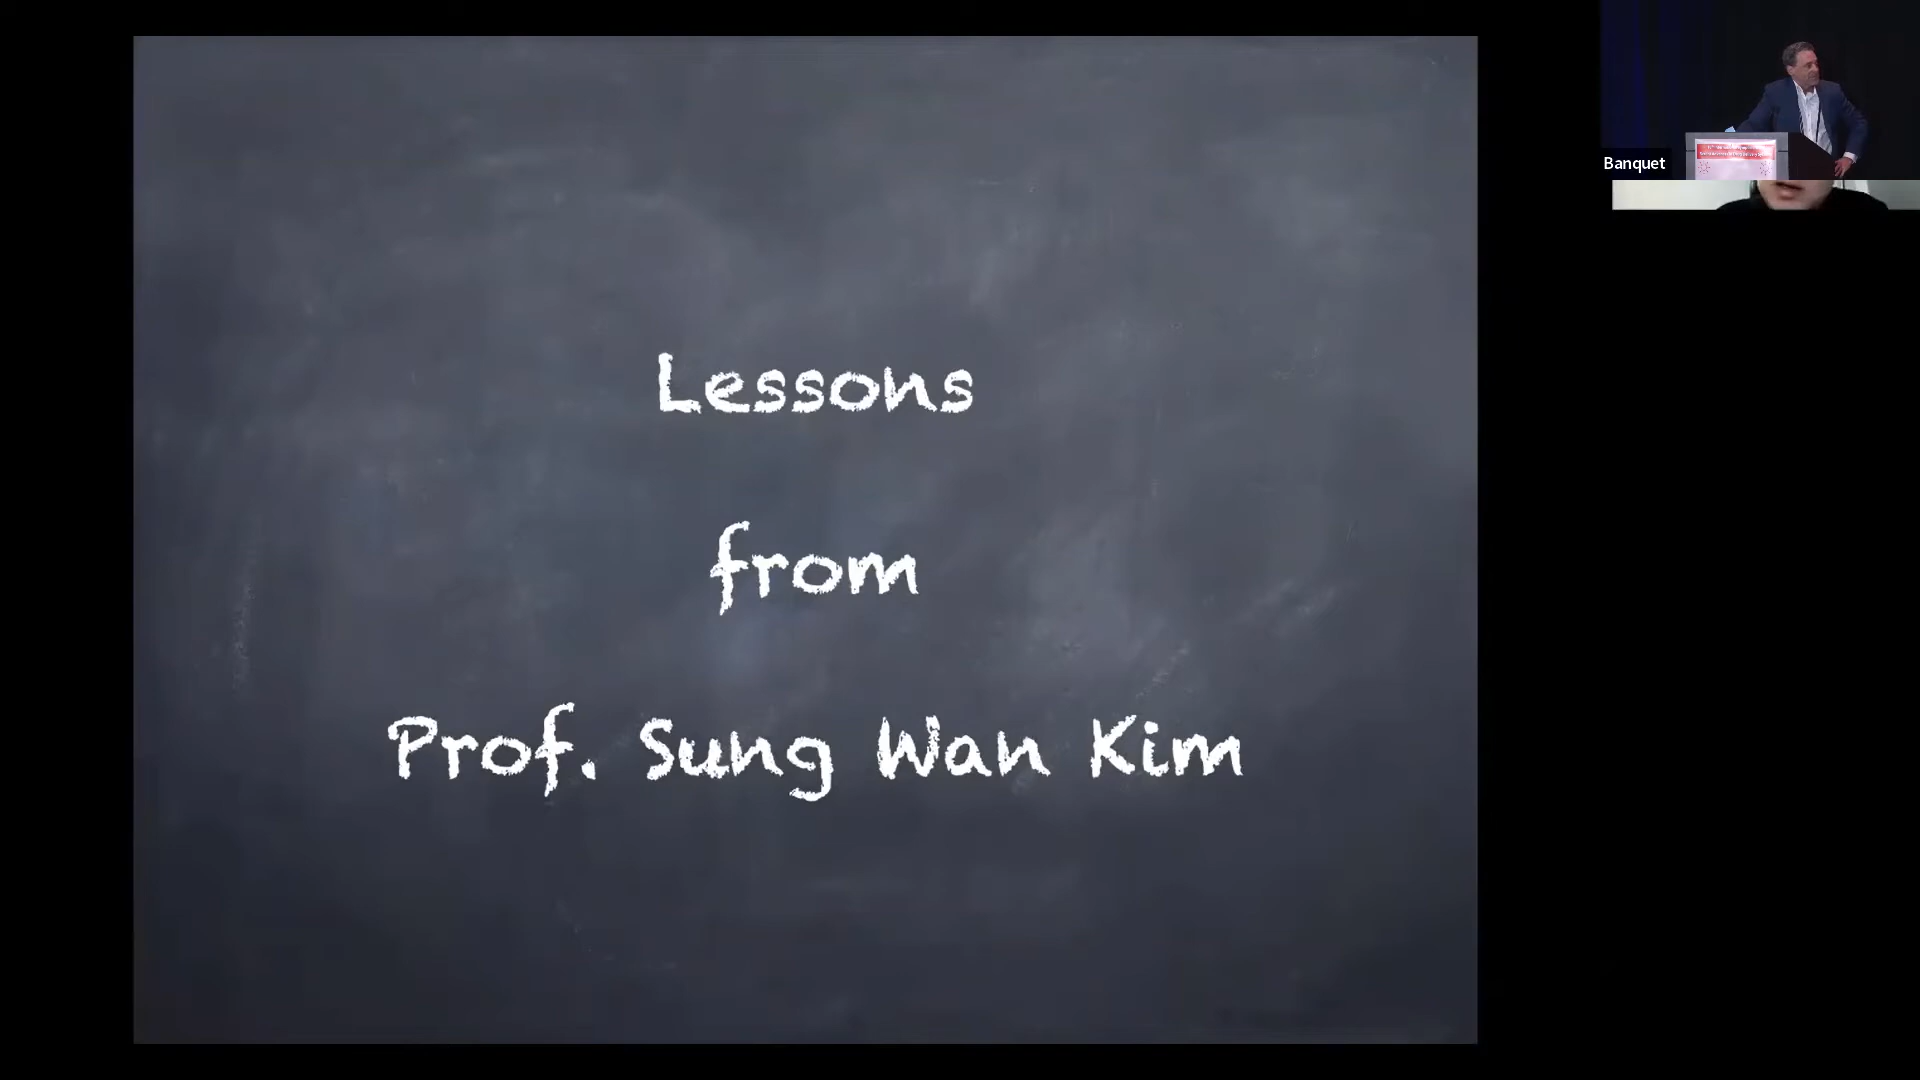 Lessons
from
Prof. Sung Wan Kim
Banquet